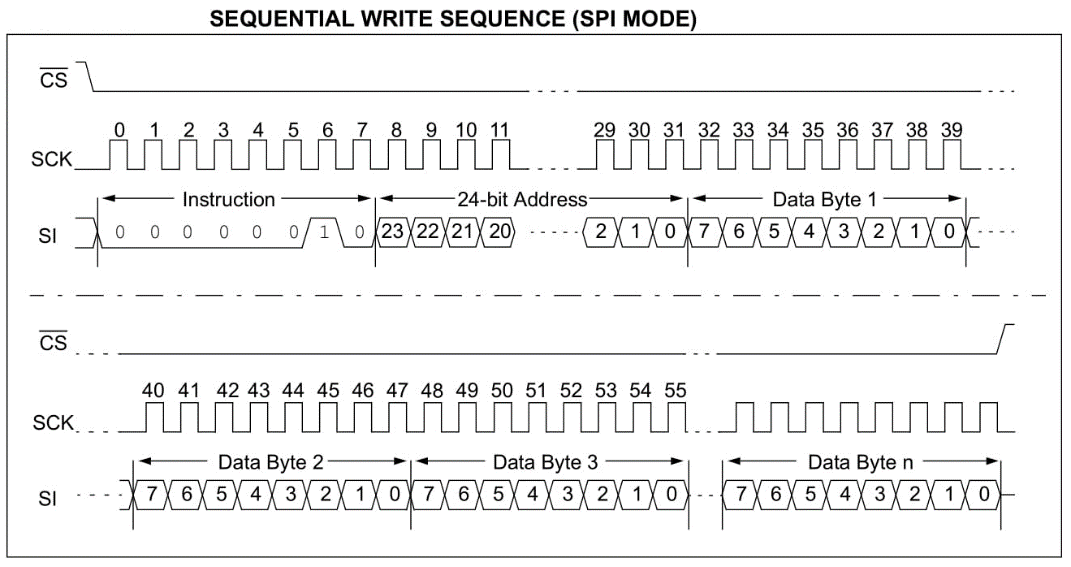 SEQUENTIAL WRITE SEQUENCE (SPI MODE)
CS
0 1 2 3 4 5 6 7 8 9 10 11 29 30 31 32 33 34 35 36 37 38 39
SCK
Instruction 24-bit Address Data Byte 1
SI 0 0 0 0 0 0 1 0 23 22 21 20 2 1 0 7 6 5 4 3 2 1 0
CS
40 41 42 43 44 45 46 47 48 49 50 51 52 53 54 55
SCK
Data Byte 2 Data Byte 3 Data Byte n
SI 7 6 5 4 3 2 1 0 7 6 5 4 3 2 1 0 7 6 5 4 3 2 1 0